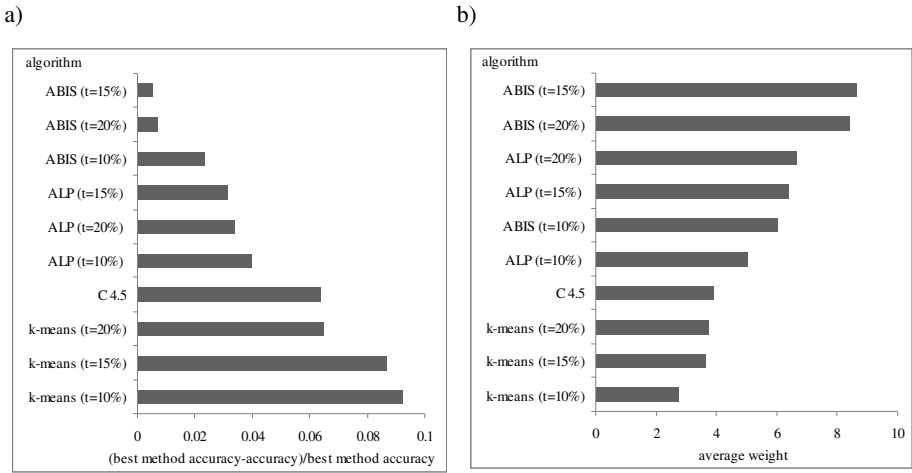 a)
algorithm
ABIS (t=15%)
ABIS (t=20%)
ABIS (t=10%)
ALP (t=15%)
ALP (t=20%)
ALP (t=10%)
C 4.5
k-means (t=20%)
k-means (t=15%)
k-means (t=10%)
0 0.02 0.04 0.06 0.08 0.1
(best method accuracy-accuracy)/best method accuracy
b)
algorithm
ABIS (t=15%)
ABIS (t=20%)
ALP (t=20%)
ALP (t=15%)
ABIS (t=10%)
ALP (t=10%)
C 4.5
k-means (t=20%)
k-means (t=15%)
k-means (t=10%)
0 2 4 6 8 10
average weight